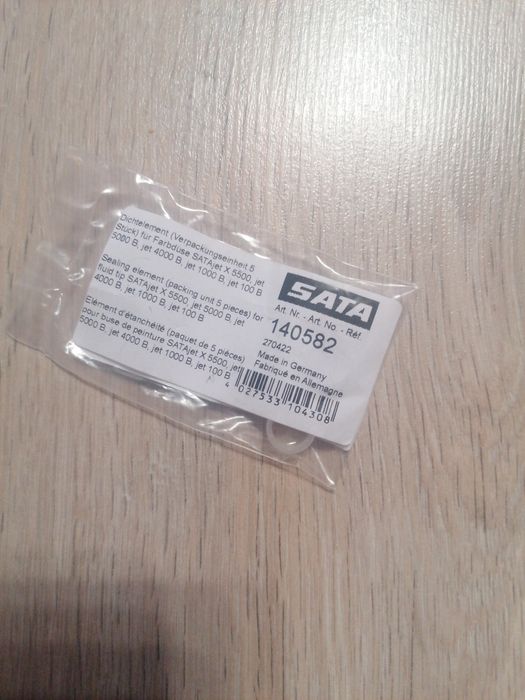 Dichtelement (Verpackungseinheit 5
Stück) für Farbdüse SATAjet X 5500, jet
5000 B, jet 4000 B, jet 1000 B, jet 100 B
Sealing element (packing unit 5 pieces) for
fluid tip SATAjet X 5500, jet 5000 B, jet
4000 B, jet 1000 B, jet 100 B
Elément d'étanchéité (paquet de 5 pièces)
pour buse de peinture SATAjet X 5500, jet
5000 B, jet 4000 B, jet 1000 B, jet 100 B
SATA
Art. Nr. - Art. No - Réf.
140582
270422
Made in Germany
Fabriqué en Allemagne
4 027533 104308